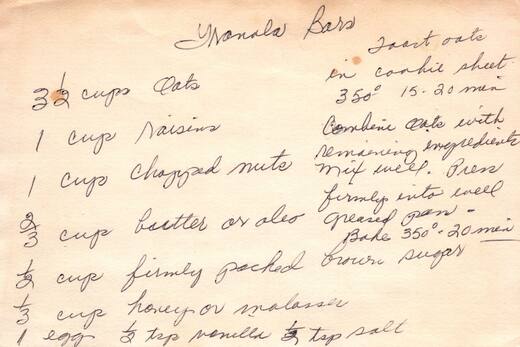 Granola Bars
3 1/2 cups Oats
1 cup raisins
1 cup chopped nuts
2/3 cup butter or oleo
1/2 cup firmly packed brown sugar
1/3 cup honey or molasses
1 egg 1/2 tsp vanilla 1/2 tsp salt
Toast oats
in cookie sheet
350° 15-20 min
Combine Oats with
remaining ingredients
Mix well. Press
firmly into well
greased pan -
Bake 350° - 20 min